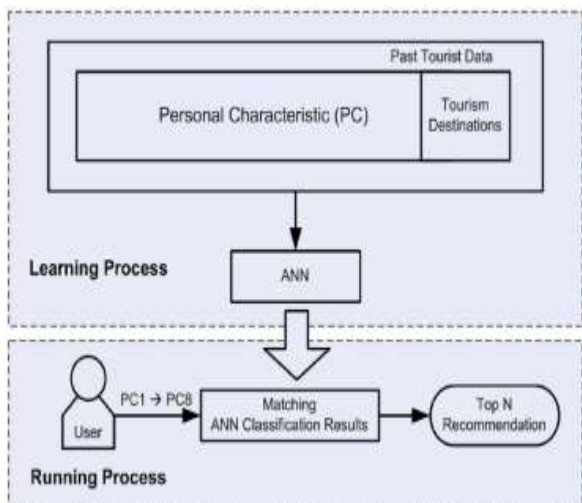 Past Tourist Data
Personal Characteristic (PC)
Tourism
Destinations
Learning Process
ANN
PC1 → PC8
User
Matching
ANN Classification Results
Top N
Recommendation
Running Process